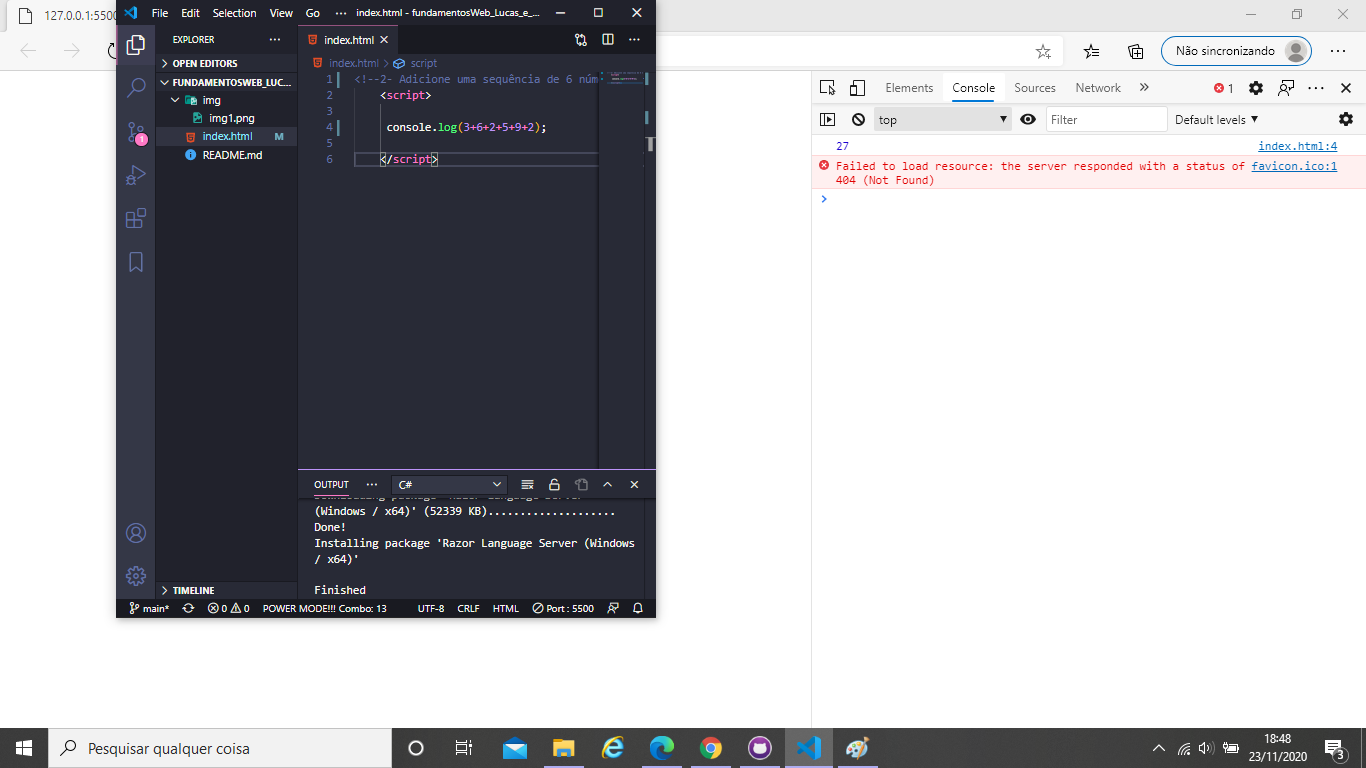 127.0.0.1:5500
File Edit Selection View Go ··· index.html - fundamentosWeb_Lucas_e_...
Não sincronizando
EXPLORER ···
OPEN EDITORS
FUNDAMENTOSWEB_LUC...
img
img1.png
index.html M
README.md
TIMELINE
1
index.html
index.html > script
1 <!--2- Adicione uma sequência de 6 núm
2 <script>
3
4 console.log(3+6+2+5+9+2);
5
6 </script>
OUTPUT ··· C#
(Windows / x64)' (52339 KB)....................
Done!
Installing package 'Razor Language Server (Windows
/ x64)'
Finished
main* 0 0 POWER MODE!!! Combo: 13 UTF-8 CRLF HTML Port : 5500
Elements Console Sources Network » 1
top Filter Default levels
27 index.html:4
Failed to load resource: the server responded with a status of favicon.ico:1
404 (Not Found)
Pesquisar qualquer coisa
18:48
23/11/2020
3